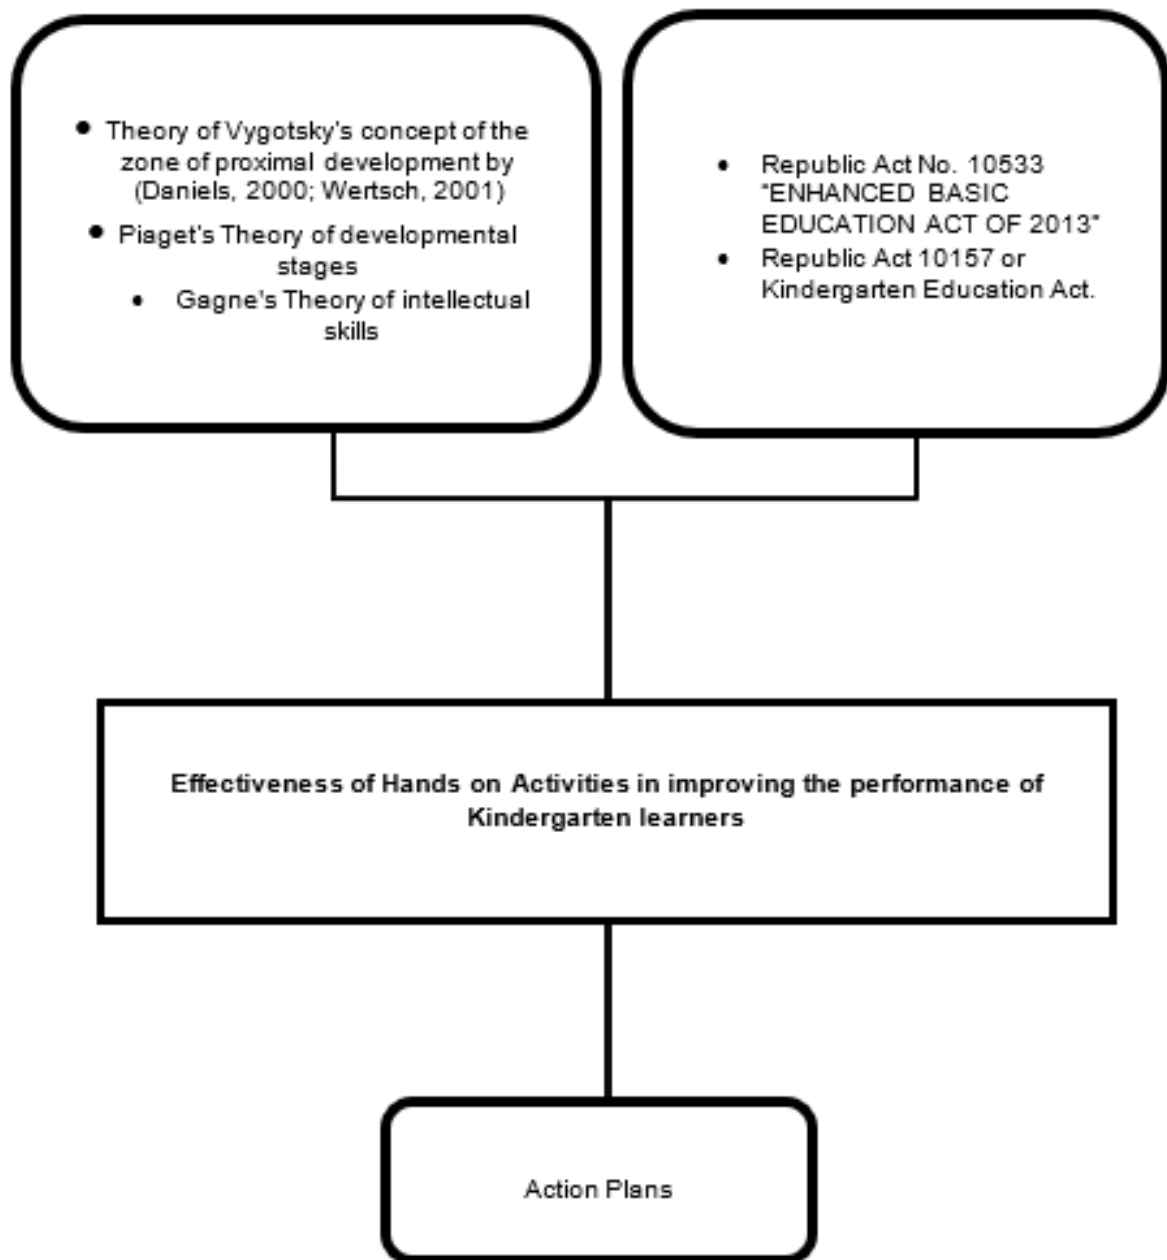 • Theory of Vygotsky's concept of the
zone of proximal development by
(Daniels, 2000; Wertsch, 2001)
• Piaget's Theory of developmental
stages
• Gagne's Theory of intellectual
skills
• Republic Act No. 10533
"ENHANCED BASIC
EDUCATION ACT OF 2013"
• Republic Act 10157 or
Kindergarten Education Act.
Effectiveness of Hands on Activities in improving the performance of
Kindergarten learners
Action Plans